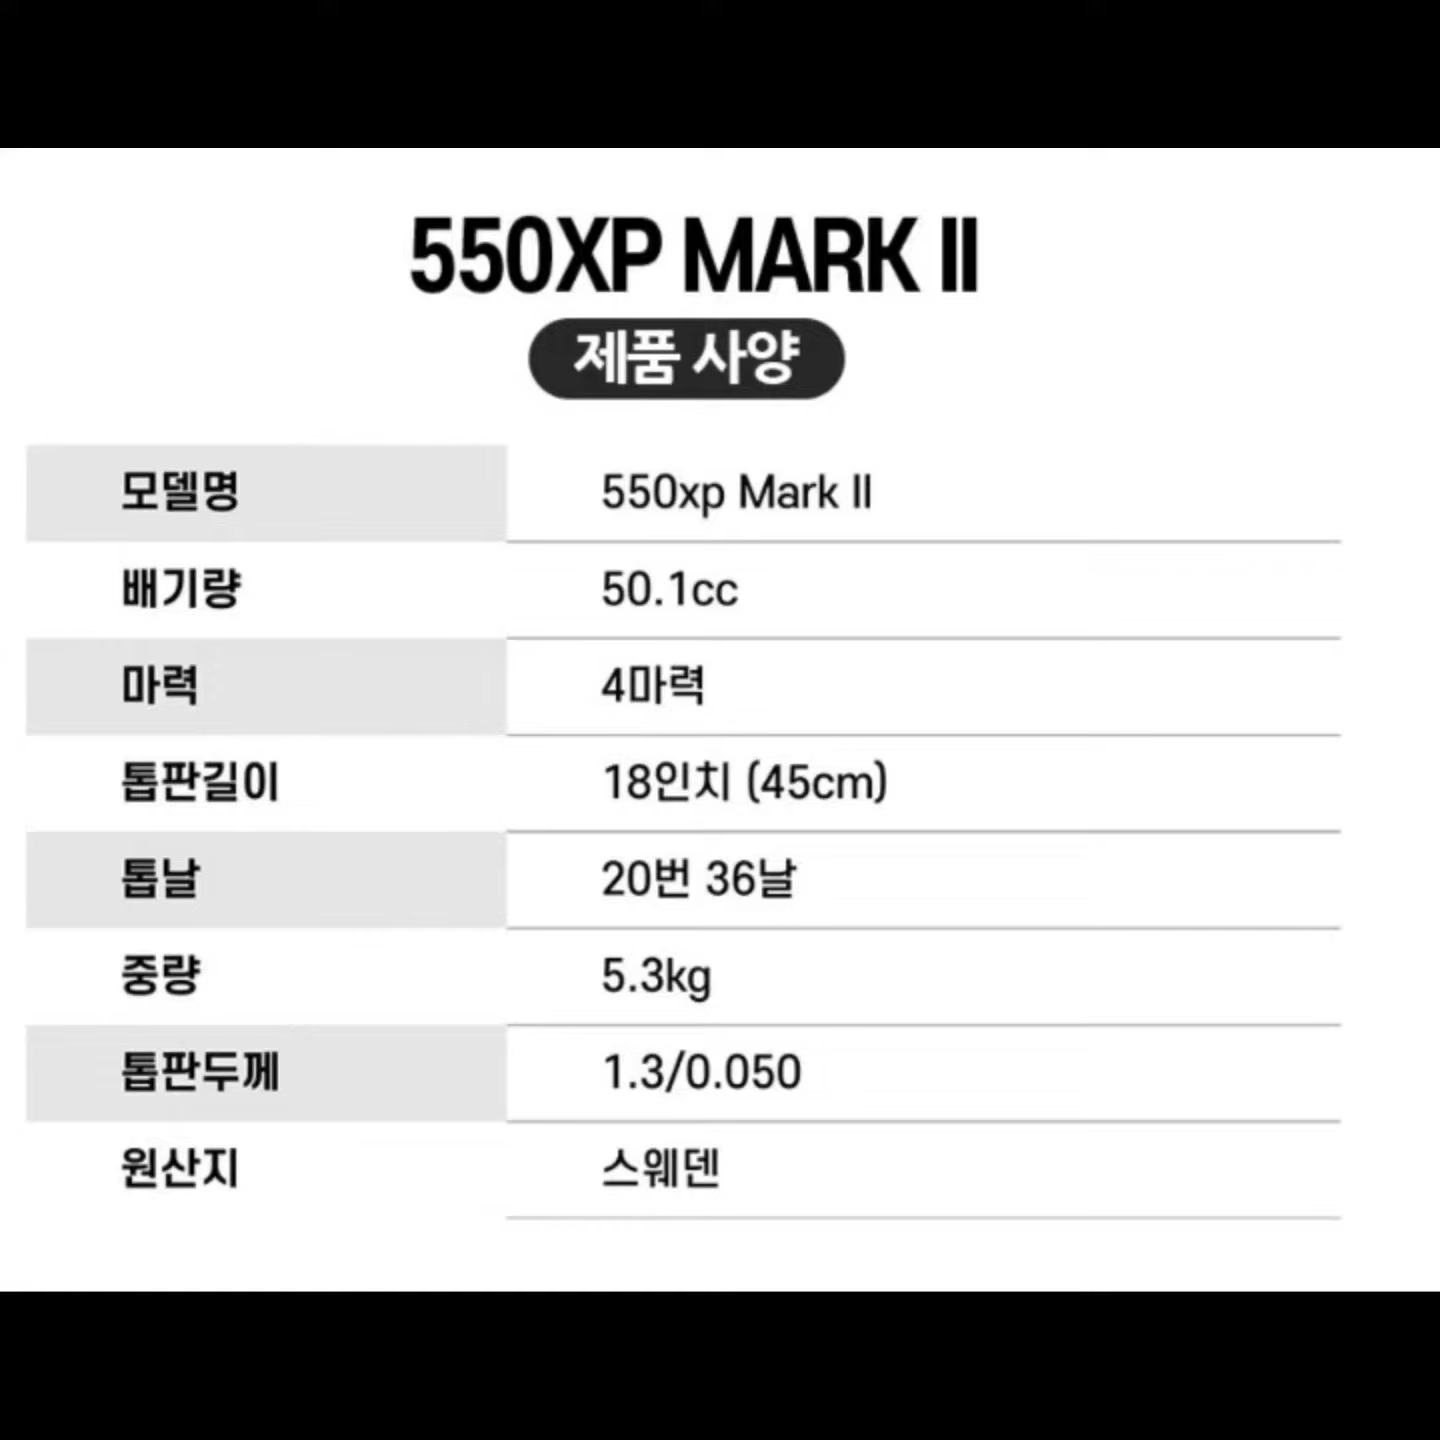 550XP MARK II
제품 사양
모델명 550xp Mark II
배기량 50.1cc
마력 4마력
톱판길이 18인치 (45cm)
톱날 20번 36날
중량 5.3kg
톱판두께 1.3/0.050
원산지 스웨덴